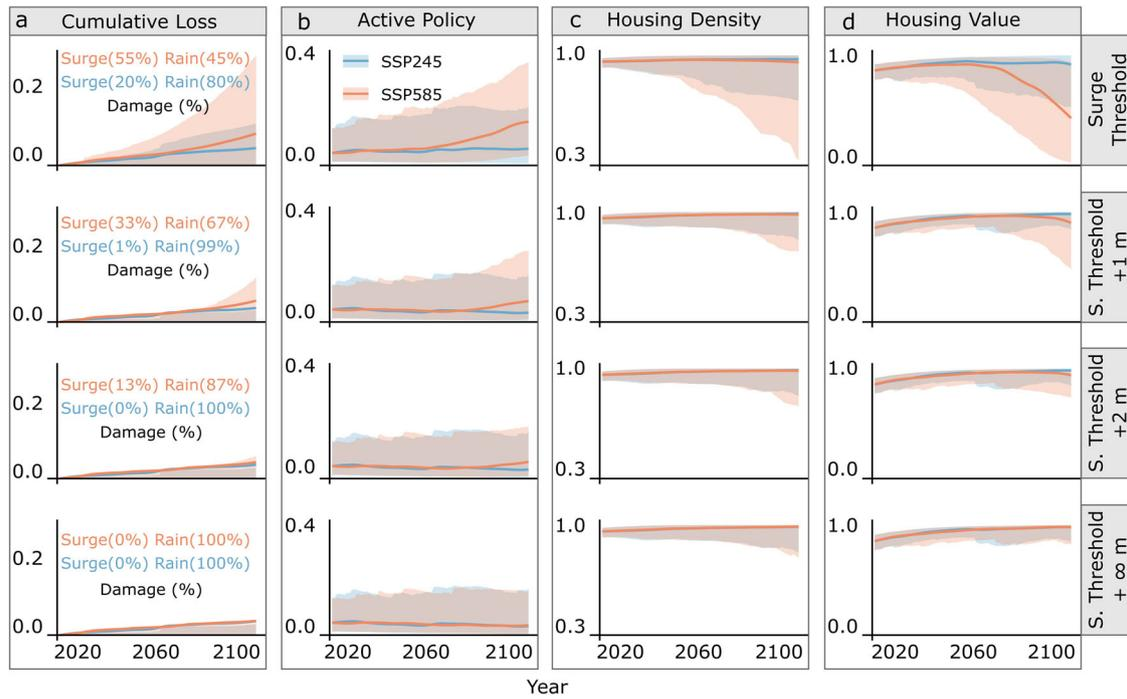 a Cumulative Loss
b Active Policy
c Housing Density
d Housing Value
Surge(55%) Rain(45%)
Surge(20%) Rain(80%)
Damage (%)
0.2
0.0
0.4
0.0
SSP245
SSP585
1.0
0.3
1.0
0.0
Surge
Threshold
Surge(33%) Rain(67%)
Surge(1%) Rain(99%)
Damage (%)
0.2
0.0
0.4
0.0
1.0
0.3
1.0
0.0
S. Threshold
+1 m
Surge(13%) Rain(87%)
Surge(0%) Rain(100%)
Damage (%)
0.2
0.0
0.4
0.0
1.0
0.3
1.0
0.0
S. Threshold
+2 m
Surge(0%) Rain(100%)
Surge(0%) Rain(100%)
Damage (%)
0.2
0.0
0.4
0.0
1.0
0.3
1.0
0.0
S. Threshold
+ ∞ m
2020 2060 2100
2020 2060 2100
2020 2060 2100
2020 2060 2100
Year